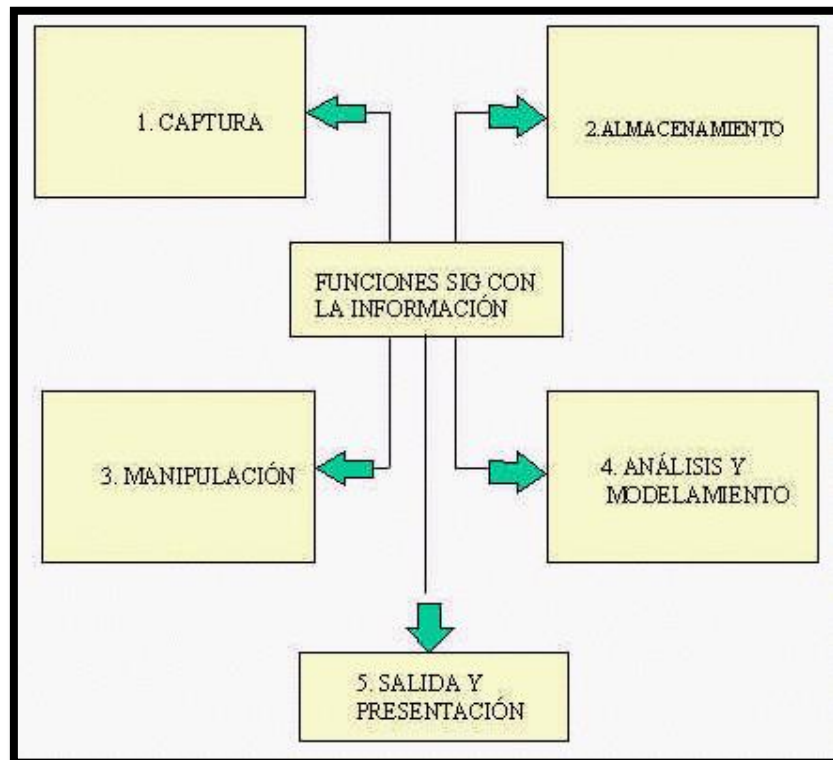 1. CAPTURA
2.ALMACENAMIENTO
FUNCIONES SIG CON
LA INFORMACIÓN
3. MANIPULACIÓN
4. ANÁLISIS Y
MODELAMIENTO
5. SALIDA Y
PRESENTACIÓN